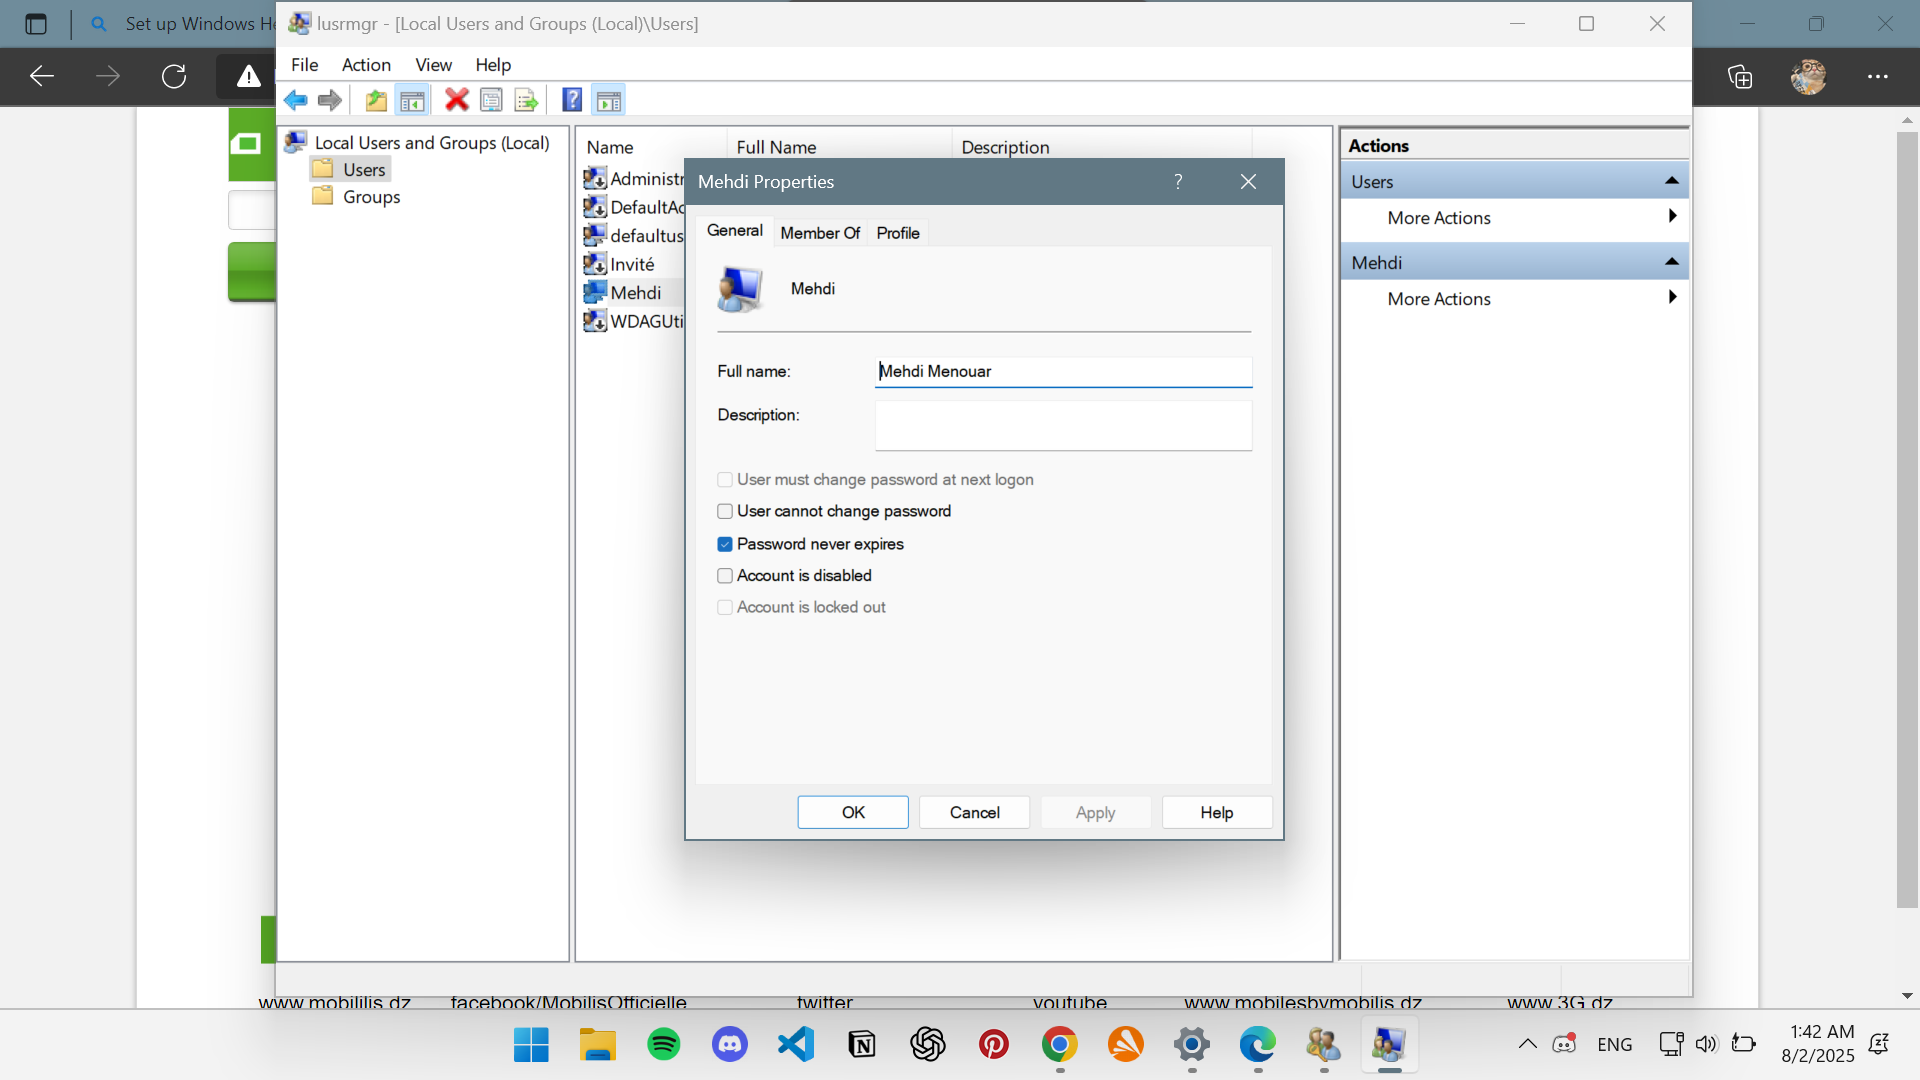 Set up Windows He
lusrmgr - [Local Users and Groups (Local)\Users]
File Action View Help
Local Users and Groups (Local)
Users
Groups
Name Full Name Description
Administr
DefaultAc
defaultus
Invité
Mehdi
WDAGUti
Mehdi Properties
?
General Member Of Profile
Mehdi
Full name: Mehdi Menouar
Description:
User must change password at next logon
User cannot change password
Password never expires
Account is disabled
Account is locked out
OK Cancel Apply Help
Actions
Users
More Actions
Mehdi
More Actions
www.mobililis.dz facebook/MobilisOfficielle twitter youtube www.mobilesbymobilis.dz www.3G.dz
ENG
1:42 AM
8/2/2025